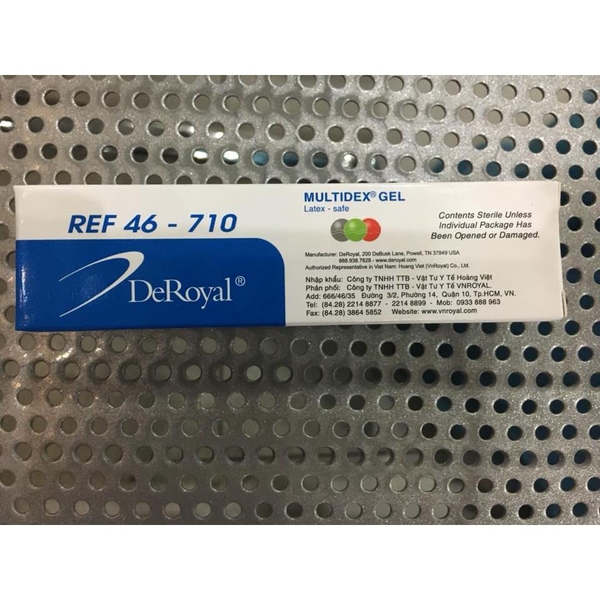 REF 46 - 710
DeRoyal®
MULTIDEX® GEL
Latex - safe
Contents Sterile Unless
Individual Package Has
Been Opened or Damaged.
Manufacturer: DeRoyal, 200 DeBusk Lane, Powell, TN 37849 USA
888.938.7828 - www.deroyal.com
Authorized Representative in Viet Nam: Hoang Viet (VnRoyal) Co., Ltd.
Nhập khẩu: Công ty TNHH TTB - Vật Tư Y Tế Hoàng Việt
Phân phối: Công ty TNHH TTB - Vật Tư Y Tế VNROYAL.
Add: 666/46/35 Đường 3/2, Phường 14, Quận 10, Tp.HCM, VN.
Tel: (84.28) 2214 8877 - 2214 8899 - Mob: 0933 888 963
Fax: (84.28) 3864 5852 Website: www.vnroyal.com